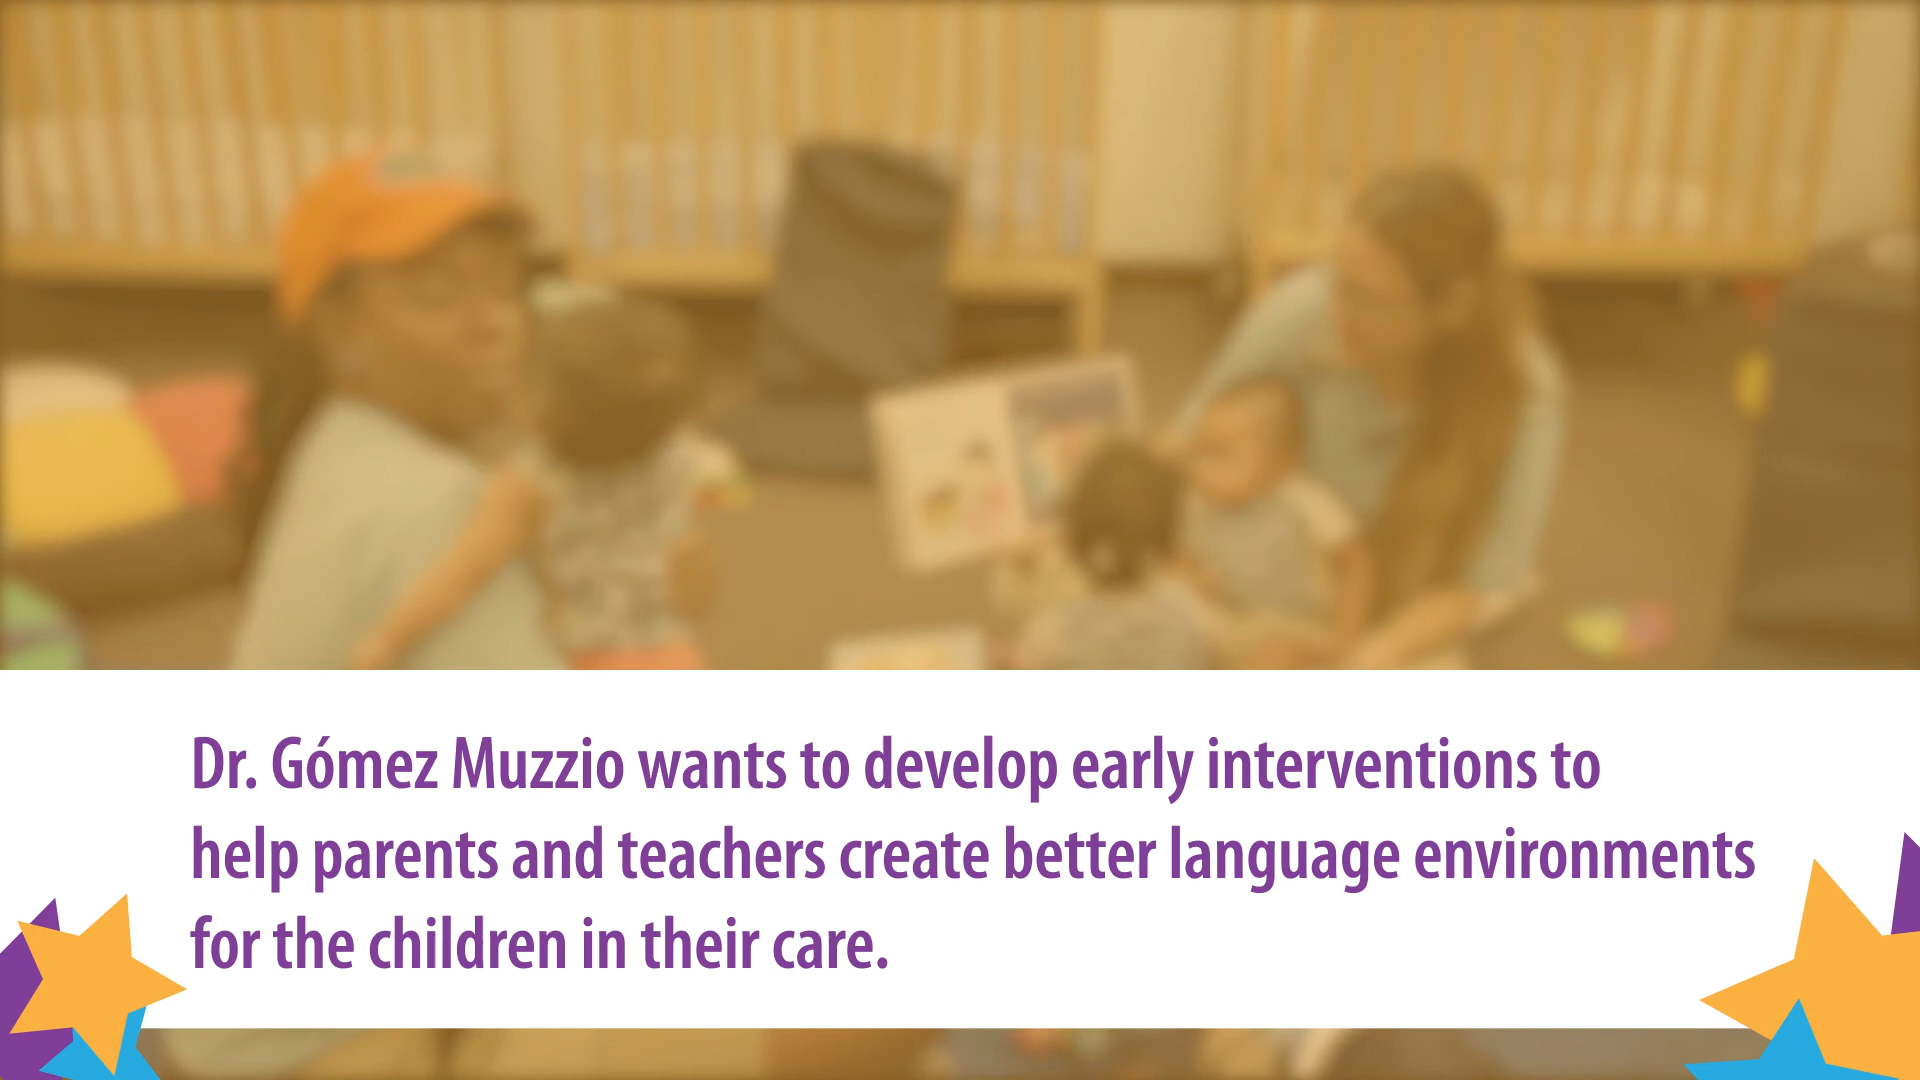 Dr. Gómez Muzzio wants to develop early interventions to
help parents and teachers create better language environments
for the children in their care.